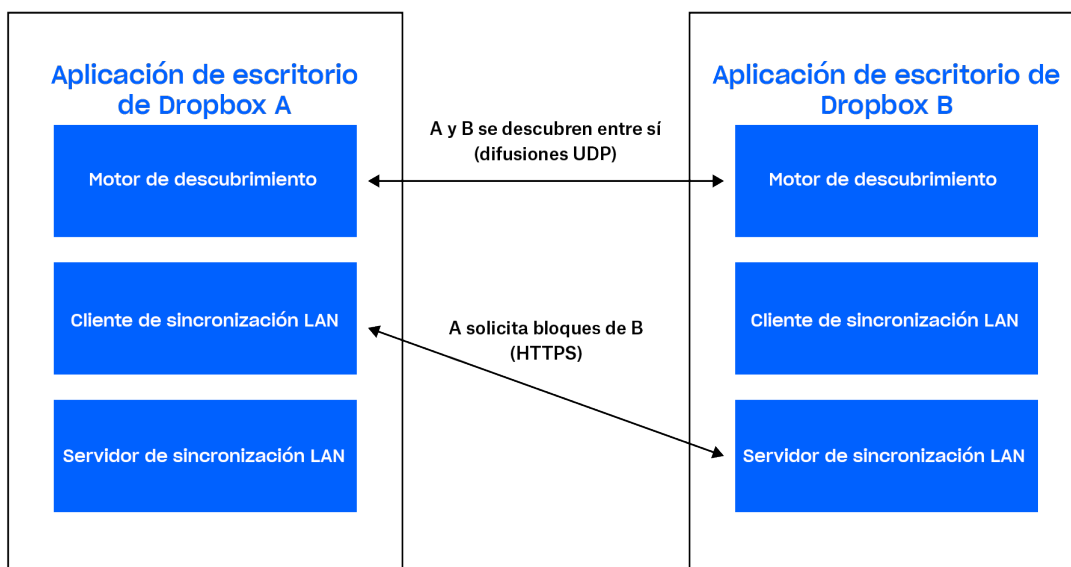 Aplicación de escritorio
de Dropbox A
Motor de descubrimiento
Cliente de sincronización LAN
Servidor de sincronización LAN
A y B se descubren entre sí
(difusiones UDP)
A solicita bloques de B
(HTTPS)
Aplicación de escritorio de
Dropbox B
Motor de descubrimiento
Cliente de sincronización LAN
Servidor de sincronización LAN